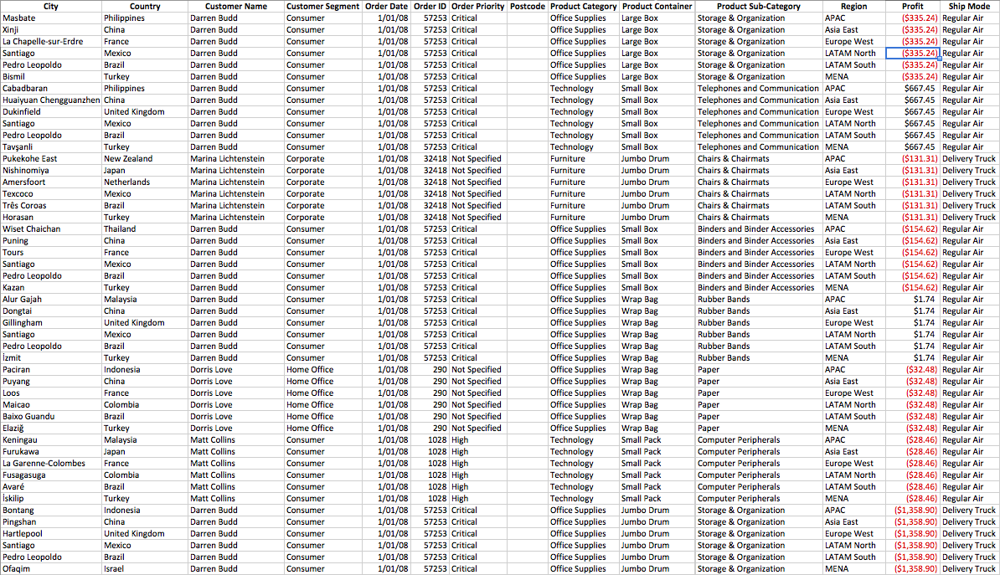 City Country Customer Name Customer Segment Order Date Order ID Order Priority Postcode Product Category Product Container Product Sub-Category Region Profit Ship Mode
Masbate Philippines Darren Budd Consumer 1/01/08 57253 Critical Office Supplies Large Box Storage & Organization APAC ($335.24) Regular Air
Xinji China Darren Budd Consumer 1/01/08 57253 Critical Office Supplies Large Box Storage & Organization Asia East ($335.24) Regular Air
La Chapelle-sur-Erdre France Darren Budd Consumer 1/01/08 57253 Critical Office Supplies Large Box Storage & Organization Europe West ($335.24) Regular Air
Santiago Mexico Darren Budd Consumer 1/01/08 57253 Critical Office Supplies Large Box Storage & Organization LATAM North ($335.24) Regular Air
Pedro Leopoldo Brazil Darren Budd Consumer 1/01/08 57253 Critical Office Supplies Large Box Storage & Organization LATAM South ($335.24) Regular Air
Bismil Turkey Darren Budd Consumer 1/01/08 57253 Critical Office Supplies Large Box Storage & Organization MENA ($335.24) Regular Air
Cabadbaran Philippines Darren Budd Consumer 1/01/08 57253 Critical Technology Small Box Telephones and Communication APAC $667.45 Regular Air
Huaiyuan Chengguanzhen China Darren Budd Consumer 1/01/08 57253 Critical Technology Small Box Telephones and Communication Asia East $667.45 Regular Air
Dukinfield United Kingdom Darren Budd Consumer 1/01/08 57253 Critical Technology Small Box Telephones and Communication Europe West $667.45 Regular Air
Santiago Mexico Darren Budd Consumer 1/01/08 57253 Critical Technology Small Box Telephones and Communication LATAM North $667.45 Regular Air
Pedro Leopoldo Brazil Darren Budd Consumer 1/01/08 57253 Critical Technology Small Box Telephones and Communication LATAM South $667.45 Regular Air
Tavşanli Turkey Darren Budd Consumer 1/01/08 57253 Critical Technology Small Box Telephones and Communication MENA $667.45 Regular Air
Pukekohe East New Zealand Marina Lichtenstein Corporate 1/01/08 32418 Not Specified Furniture Jumbo Drum Chairs & Chairmats APAC ($131.31) Delivery Truck
Nishinomiya Japan Marina Lichtenstein Corporate 1/01/08 32418 Not Specified Furniture Jumbo Drum Chairs & Chairmats Asia East ($131.31) Delivery Truck
Amersfoort Netherlands Marina Lichtenstein Corporate 1/01/08 32418 Not Specified Furniture Jumbo Drum Chairs & Chairmats Europe West ($131.31) Delivery Truck
Texcoco Mexico Marina Lichtenstein Corporate 1/01/08 32418 Not Specified Furniture Jumbo Drum Chairs & Chairmats LATAM North ($131.31) Delivery Truck
Três Coroas Brazil Marina Lichtenstein Corporate 1/01/08 32418 Not Specified Furniture Jumbo Drum Chairs & Chairmats LATAM South ($131.31) Delivery Truck
Horasan Turkey Marina Lichtenstein Corporate 1/01/08 32418 Not Specified Furniture Jumbo Drum Chairs & Chairmats MENA ($131.31) Delivery Truck
Wiset Chaichan Thailand Darren Budd Consumer 1/01/08 57253 Critical Office Supplies Small Box Binders and Binder Accessories APAC ($154.62) Regular Air
Puning China Darren Budd Consumer 1/01/08 57253 Critical Office Supplies Small Box Binders and Binder Accessories Asia East ($154.62) Regular Air
Tours France Darren Budd Consumer 1/01/08 57253 Critical Office Supplies Small Box Binders and Binder Accessories Europe West ($154.62) Regular Air
Santiago Mexico Darren Budd Consumer 1/01/08 57253 Critical Office Supplies Small Box Binders and Binder Accessories LATAM North ($154.62) Regular Air
Pedro Leopoldo Brazil Darren Budd Consumer 1/01/08 57253 Critical Office Supplies Small Box Binders and Binder Accessories LATAM South ($154.62) Regular Air
Kazan Turkey Darren Budd Consumer 1/01/08 57253 Critical Office Supplies Small Box Binders and Binder Accessories MENA ($154.62) Regular Air
Alur Gajah Malaysia Darren Budd Consumer 1/01/08 57253 Critical Office Supplies Wrap Bag Rubber Bands APAC $1.74 Regular Air
Dongtai China Darren Budd Consumer 1/01/08 57253 Critical Office Supplies Wrap Bag Rubber Bands Asia East $1.74 Regular Air
Gillingham United Kingdom Darren Budd Consumer 1/01/08 57253 Critical Office Supplies Wrap Bag Rubber Bands Europe West $1.74 Regular Air
Santiago Mexico Darren Budd Consumer 1/01/08 57253 Critical Office Supplies Wrap Bag Rubber Bands LATAM North $1.74 Regular Air
Pedro Leopoldo Brazil Darren Budd Consumer 1/01/08 57253 Critical Office Supplies Wrap Bag Rubber Bands LATAM South $1.74 Regular Air
İzmit Turkey Darren Budd Consumer 1/01/08 57253 Critical Office Supplies Wrap Bag Rubber Bands MENA $1.74 Regular Air
Paciran Indonesia Dorris Love Home Office 1/01/08 290 Not Specified Office Supplies Wrap Bag Paper APAC ($32.48) Regular Air
Puyang China Dorris Love Home Office 1/01/08 290 Not Specified Office Supplies Wrap Bag Paper Asia East ($32.48) Regular Air
Loos France Dorris Love Home Office 1/01/08 290 Not Specified Office Supplies Wrap Bag Paper Europe West ($32.48) Regular Air
Maicao Colombia Dorris Love Home Office 1/01/08 290 Not Specified Office Supplies Wrap Bag Paper LATAM North ($32.48) Regular Air
Baixo Guandu Brazil Dorris Love Home Office 1/01/08 290 Not Specified Office Supplies Wrap Bag Paper LATAM South ($32.48) Regular Air
Elaziğ Turkey Dorris Love Home Office 1/01/08 290 Not Specified Office Supplies Wrap Bag Paper MENA ($32.48) Regular Air
Keningau Malaysia Matt Collins Consumer 1/01/08 1028 High Technology Small Pack Computer Peripherals APAC ($28.46) Regular Air
Furukawa Japan Matt Collins Consumer 1/01/08 1028 High Technology Small Pack Computer Peripherals Asia East ($28.46) Regular Air
La Garenne-Colombes France Matt Collins Consumer 1/01/08 1028 High Technology Small Pack Computer Peripherals Europe West ($28.46) Regular Air
Fusagasuga Colombia Matt Collins Consumer 1/01/08 1028 High Technology Small Pack Computer Peripherals LATAM North ($28.46) Regular Air
Avaré Brazil Matt Collins Consumer 1/01/08 1028 High Technology Small Pack Computer Peripherals LATAM South ($28.46) Regular Air
İskilip Turkey Matt Collins Consumer 1/01/08 1028 High Technology Small Pack Computer Peripherals MENA ($28.46) Regular Air
Bontang Indonesia Darren Budd Consumer 1/01/08 57253 Critical Office Supplies Jumbo Drum Storage & Organization APAC ($1,358.90) Delivery Truck
Pingshan China Darren Budd Consumer 1/01/08 57253 Critical Office Supplies Jumbo Drum Storage & Organization Asia East ($1,358.90) Delivery Truck
Hartlepool United Kingdom Darren Budd Consumer 1/01/08 57253 Critical Office Supplies Jumbo Drum Storage & Organization Europe West ($1,358.90) Delivery Truck
Santiago Mexico Darren Budd Consumer 1/01/08 57253 Critical Office Supplies Jumbo Drum Storage & Organization LATAM North ($1,358.90) Delivery Truck
Pedro Leopoldo Brazil Darren Budd Consumer 1/01/08 57253 Critical Office Supplies Jumbo Drum Storage & Organization LATAM South ($1,358.90) Delivery Truck
Ofaqim Israel Darren Budd Consumer 1/01/08 57253 Critical Office Supplies Jumbo Drum Storage & Organization MENA ($1,358.90) Delivery Truck